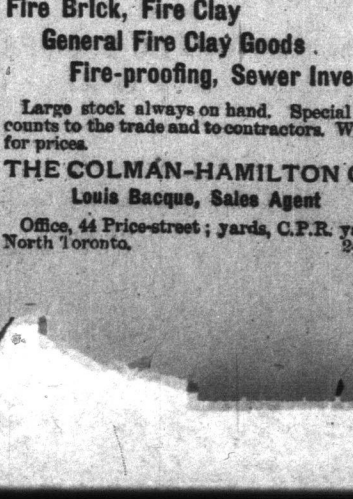 Fire Brick, Fire Clay
General Fire Clay Goods.
Fire-proofing, Sewer Inve
Large stock always on hand. Special
counts to the trade and to contractors. W
for prices.
THE COLMAN-HAMILTON C
Louis Bacque, Sales Agent
Office, 44 Price-street; yards, C.P.R. ya
North Toronto.